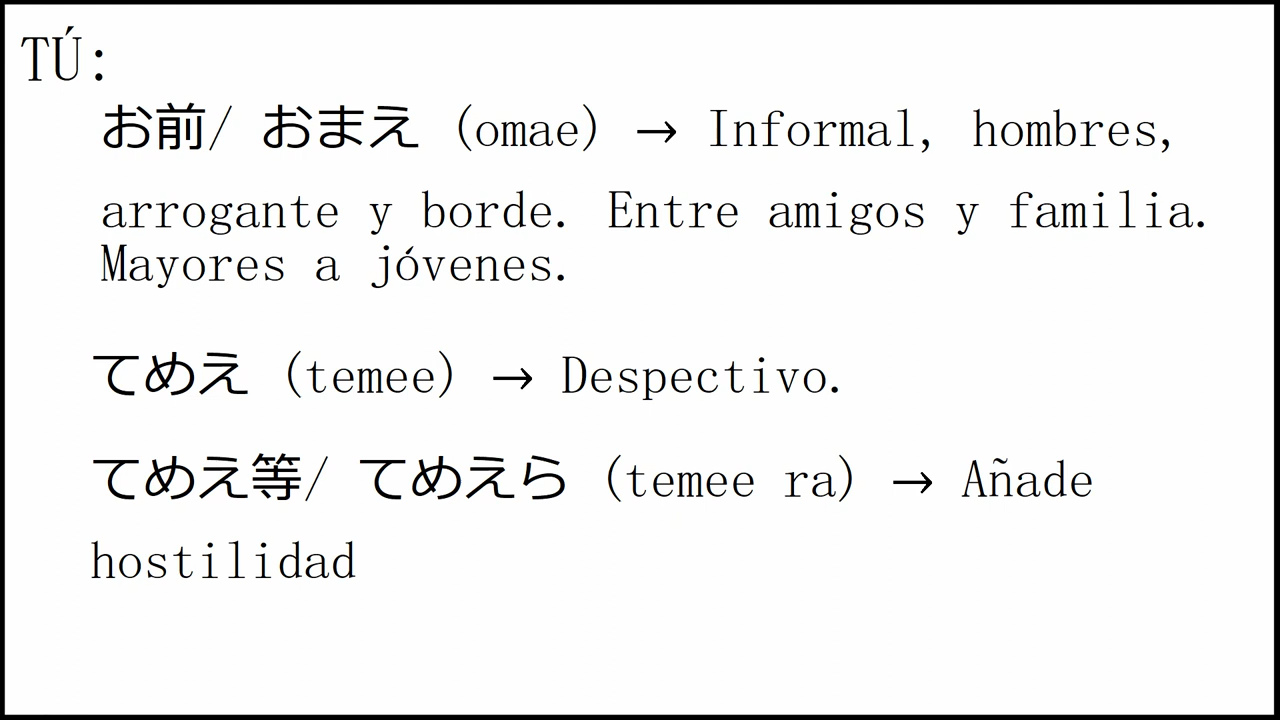 TÚ:
お前/ おまえ (omae) → Informal, hombres,
arrogante y borde. Entre amigos y familia.
Mayores a jóvenes.
てめえ (temee) → Despectivo.
てめえ等/ てめえら (temee ra) → Añade
hostilidad